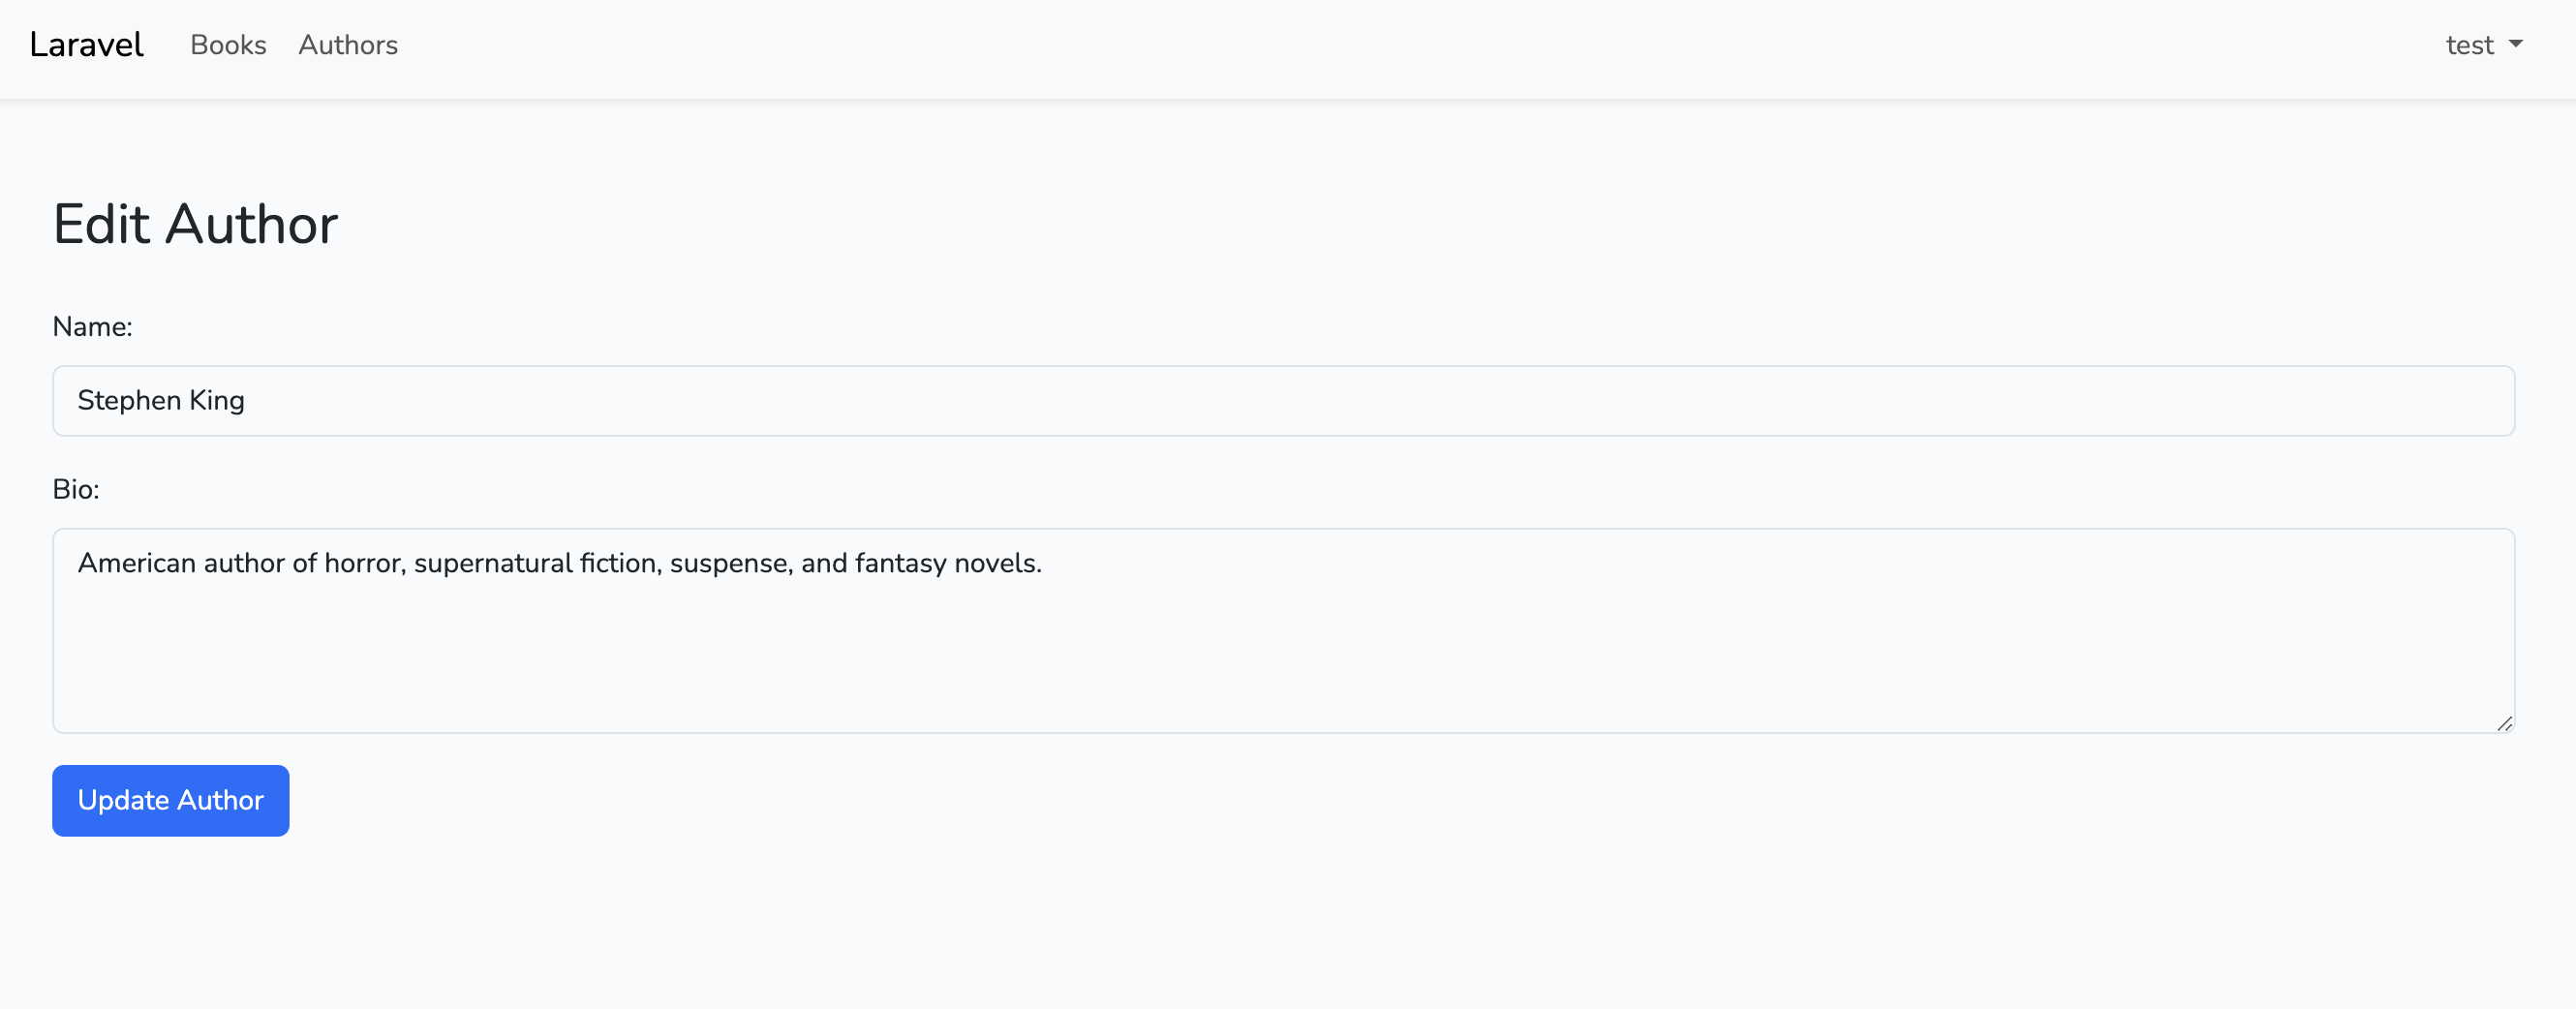 Laravel Books Authors test
Edit Author
Name:
Stephen King
Bio:
American author of horror, supernatural fiction, suspense, and fantasy novels.
Update Author